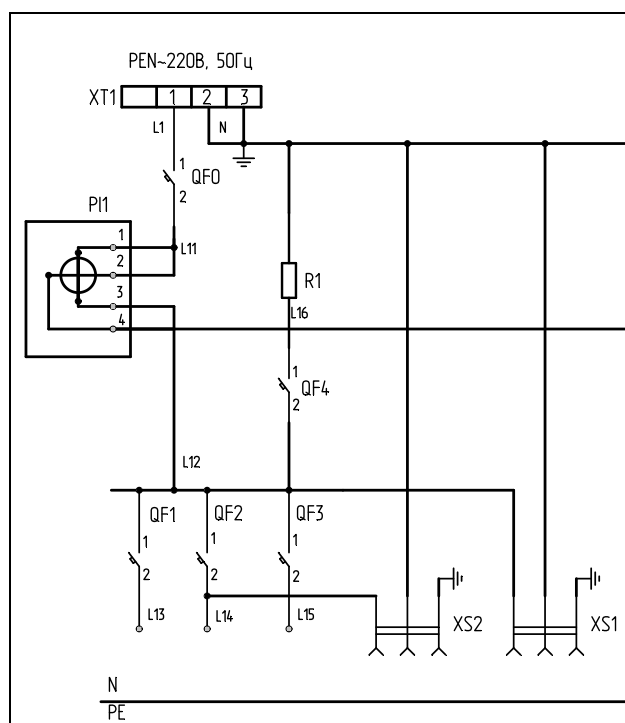 PEN~220В, 50Гц
XT1 1 2 3
L1 N
1
QF0
2
PI1
1
L11
2
3
R1
L16
4
1
QF4
2
L12
QF1 QF2 QF3
1 1 1
2 2 2
L13 L14 L15
XS2 XS1
N
PE